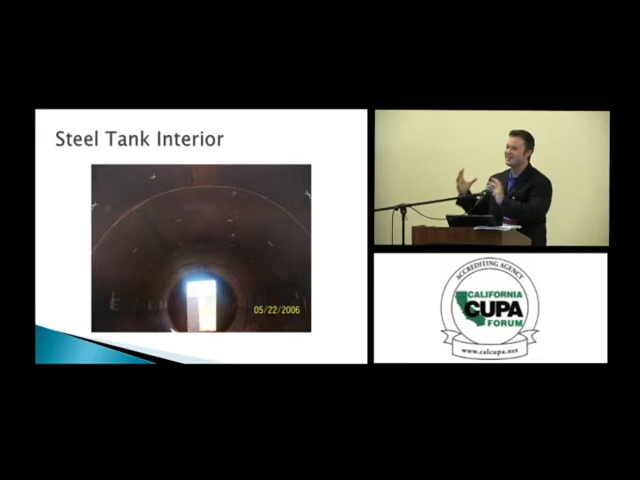 Steel Tank Interior
05/22/2006
ACCREDITING AGENCY
CALIFORNIA
CUPA
FORUM
www.calcupa.net